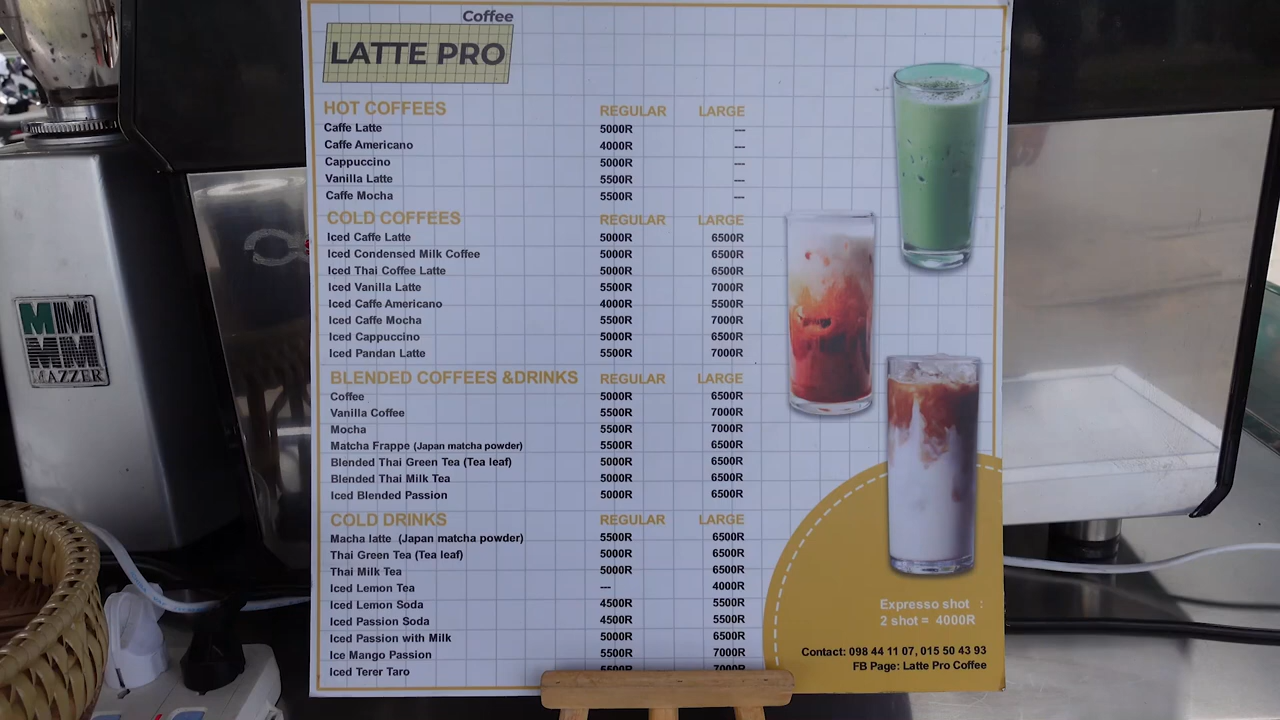 Coffee
LATTE PRO
HOT COFFEES REGULAR LARGE
Caffe Latte 5000R ---
Caffe Americano 4000R ---
Cappuccino 5000R ---
Vanilla Latte 5500R ---
Caffe Mocha 5500R ---
COLD COFFEES REGULAR LARGE
Iced Caffe Latte 5000R 6500R
Iced Condensed Milk Coffee 5000R 6500R
Iced Thai Coffee Latte 5000R 6500R
Iced Vanilla Latte 5500R 7000R
Iced Caffe Americano 4000R 5500R
Iced Caffe Mocha 5500R 7000R
Iced Cappuccino 5000R 6500R
Iced Pandan Latte 5500R 7000R
BLENDED COFFEES &DRINKS REGULAR LARGE
Coffee 5000R 6500R
Vanilla Coffee 5500R 7000R
Mocha 5500R 7000R
Matcha Frappe (Japan matcha powder) 5500R 6500R
Blended Thai Green Tea (Tea leaf) 5000R 6500R
Blended Thai Milk Tea 5000R 6500R
Iced Blended Passion 5000R 6500R
COLD DRINKS REGULAR LARGE
Macha latte (Japan matcha powder) 5500R 6500R
Thai Green Tea (Tea leaf) 5000R 6500R
Thai Milk Tea 5000R 6500R
Iced Lemon Tea --- 4000R
Iced Lemon Soda 4500R 5500R
Iced Passion Soda 4500R 5500R
Iced Passion with Milk 5000R 6500R
Ice Mango Passion 5500R 7000R
Iced Terer Taro 5500R 7000R
Expresso shot :
2 shot = 4000R
Contact: 098 44 11 07, 015 50 43 93
FB Page: Latte Pro Coffee
MAZZER